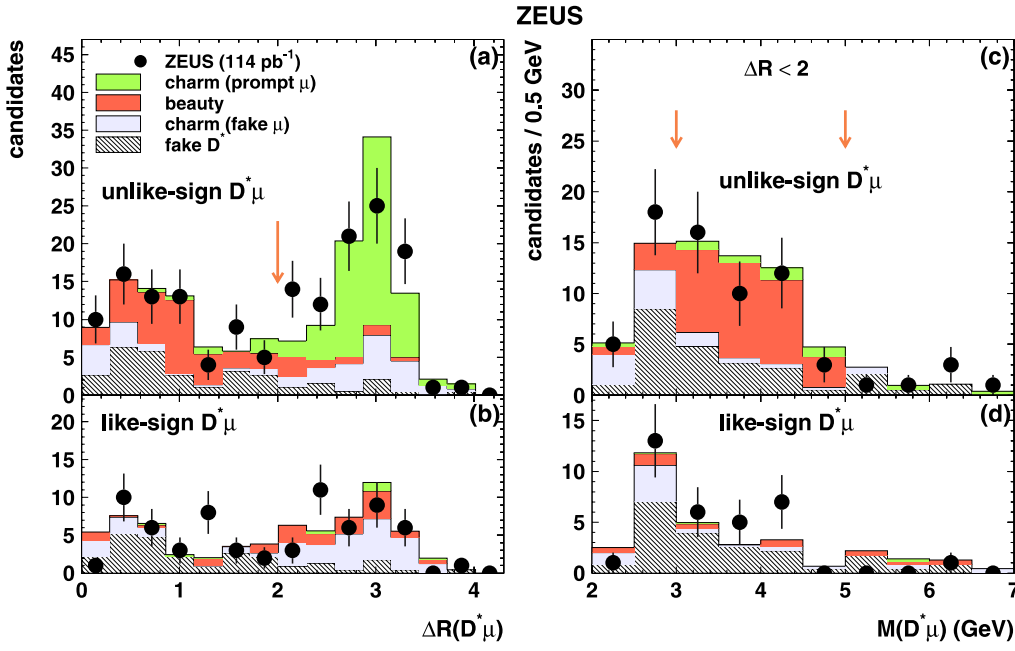 ZEUS
candidates
45
40
35
30
25
20
15
10
5
0
(a)
ZEUS (114 pb⁻¹)
charm (prompt μ)
beauty
charm (fake μ)
fake D*
unlike-sign D*μ
10
5
0
(b)
like-sign D*μ
20
15
0 1 2 3 4
ΔR(D*μ)
candidates / 0.5 GeV
30
25
20
15
10
5
0
(c)
ΔR < 2
unlike-sign D*μ
15
10
5
0
(d)
like-sign D*μ
2 3 4 5 6 7
M(D*μ) (GeV)